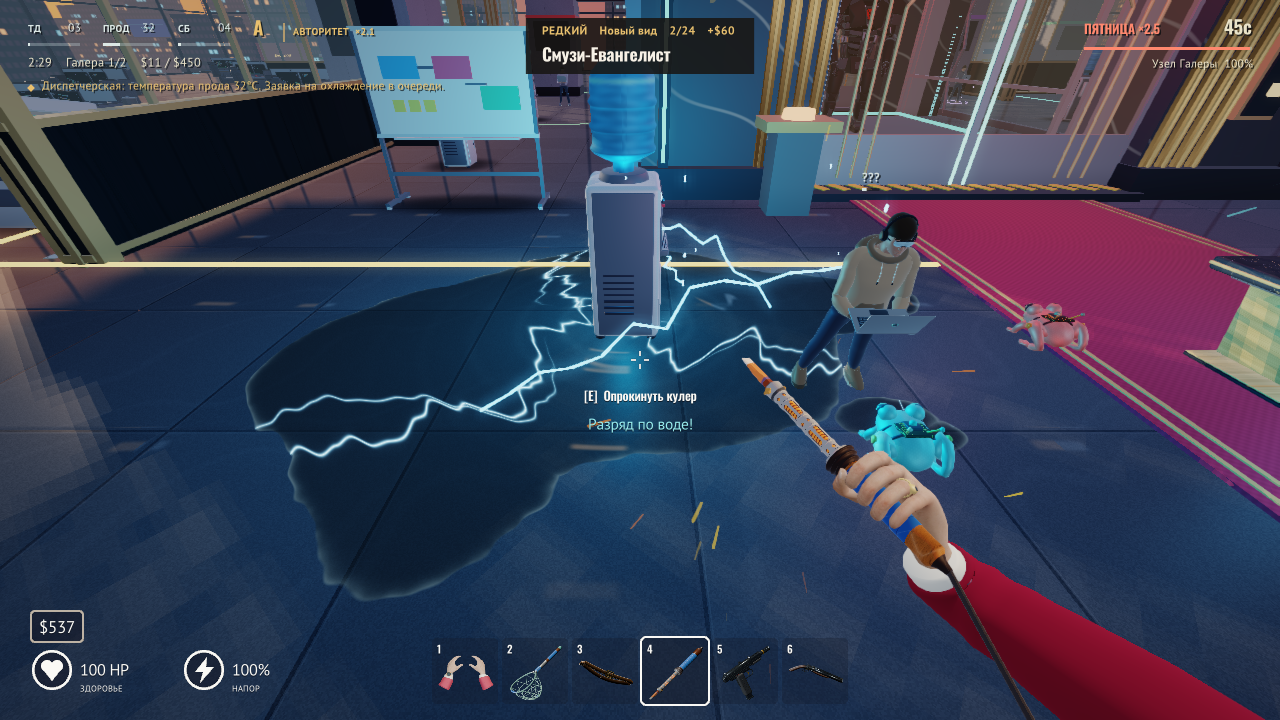 ТД 03 ПРОД 32 СБ 04 A АВТОРИТЕТ ×2.1
2:29 Галера 1/2 $11 / $450
Диспетчерская: температура прода 32°C. Заявка на охлаждение в очереди.
РЕДКИЙ Новый вид 2/24 +$60
Смузи-Евангелист
ПЯТНИЦА ×2.5 45с
Узел Галеры 100%
???
[E] Опрокинуть кулер
Разряд по воде!
$537
100 HP
ЗДОРОВЬЕ
100%
НАПОР
1 2 3 4 5 6